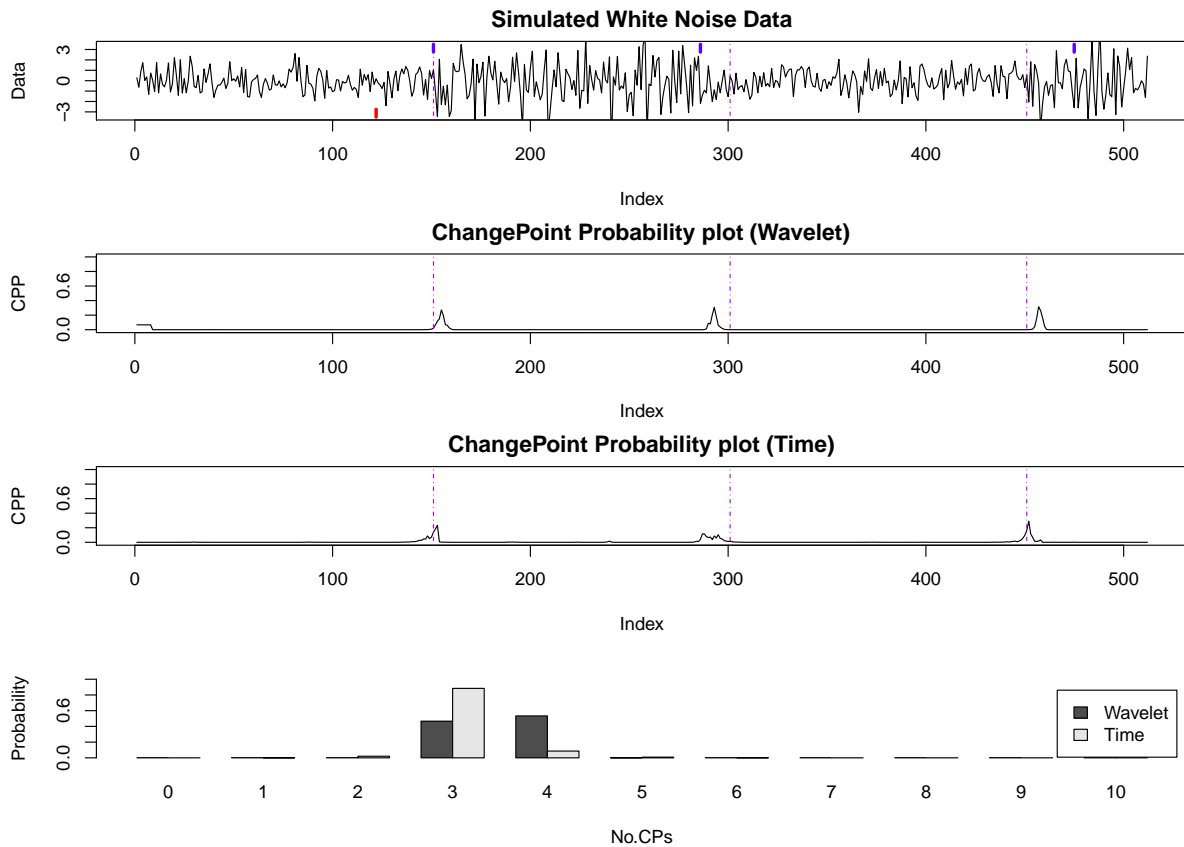 Simulated White Noise Data
Data
3
0
-3
0 100 200 300 400 500
Index
ChangePoint Probability plot (Wavelet)
CPP
0.6
0.0
0 100 200 300 400 500
Index
ChangePoint Probability plot (Time)
CPP
0.6
0.0
0 100 200 300 400 500
Index
Probability
0.6
0.0
Wavelet
Time
0 1 2 3 4 5 6 7 8 9 10
No.CPs